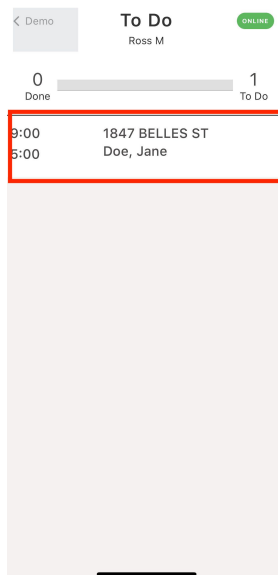 Demo
To Do
ONLINE
Ross M
0
1
Done
To Do
9:00
1847 BELLES ST
5:00
Doe, Jane